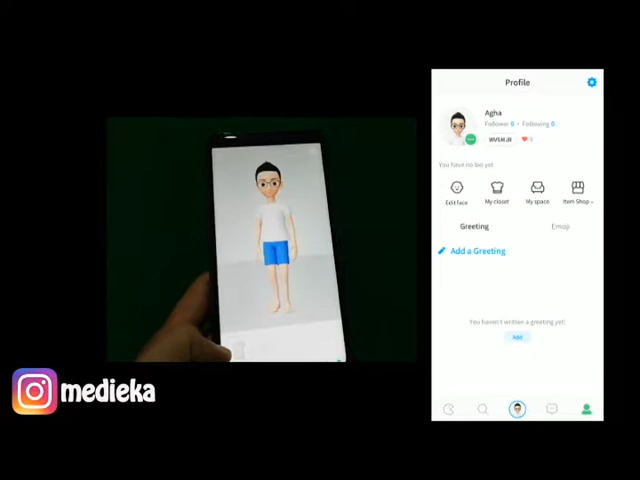 Profile
Agha
Follower 0 • Following 0
You have no bio yet
Edit face
My closet
My space
Item Shop
Greeting
Emoji
Add a Greeting
You haven't written a greeting yet!
Add
medieka